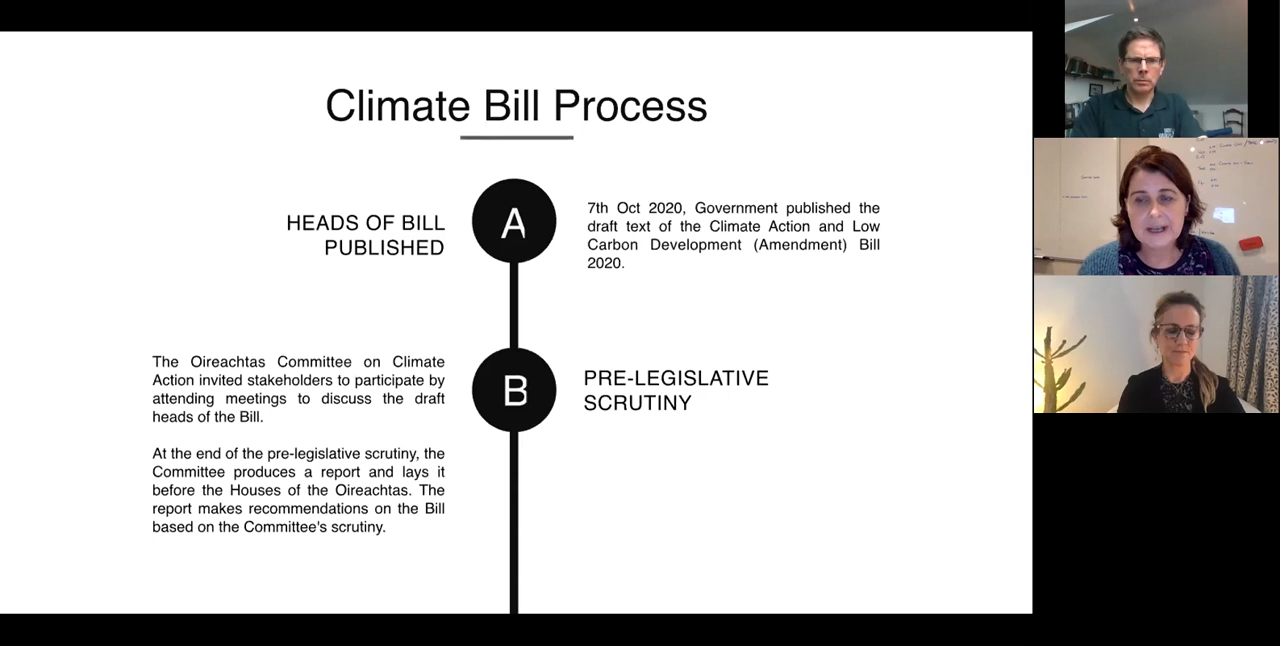 Climate Bill Process
HEADS OF BILL
PUBLISHED
A
7th Oct 2020, Government published the
draft text of the Climate Action and Low
Carbon Development (Amendment) Bill
2020.
The Oireachtas Committee on Climate
Action invited stakeholders to participate by
attending meetings to discuss the draft
heads of the Bill.
At the end of the pre-legislative scrutiny, the
Committee produces a report and lays it
before the Houses of the Oireachtas. The
report makes recommendations on the Bill
based on the Committee's scrutiny.
B
PRE-LEGISLATIVE
SCRUTINY